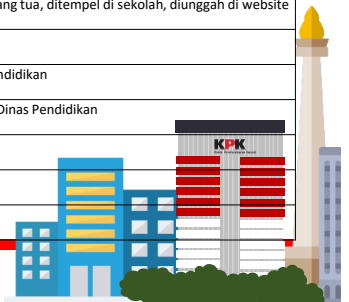 ang tua, ditempel di sekolah, diunggah di website
ndidikan
Dinas Pendidikan
KPK